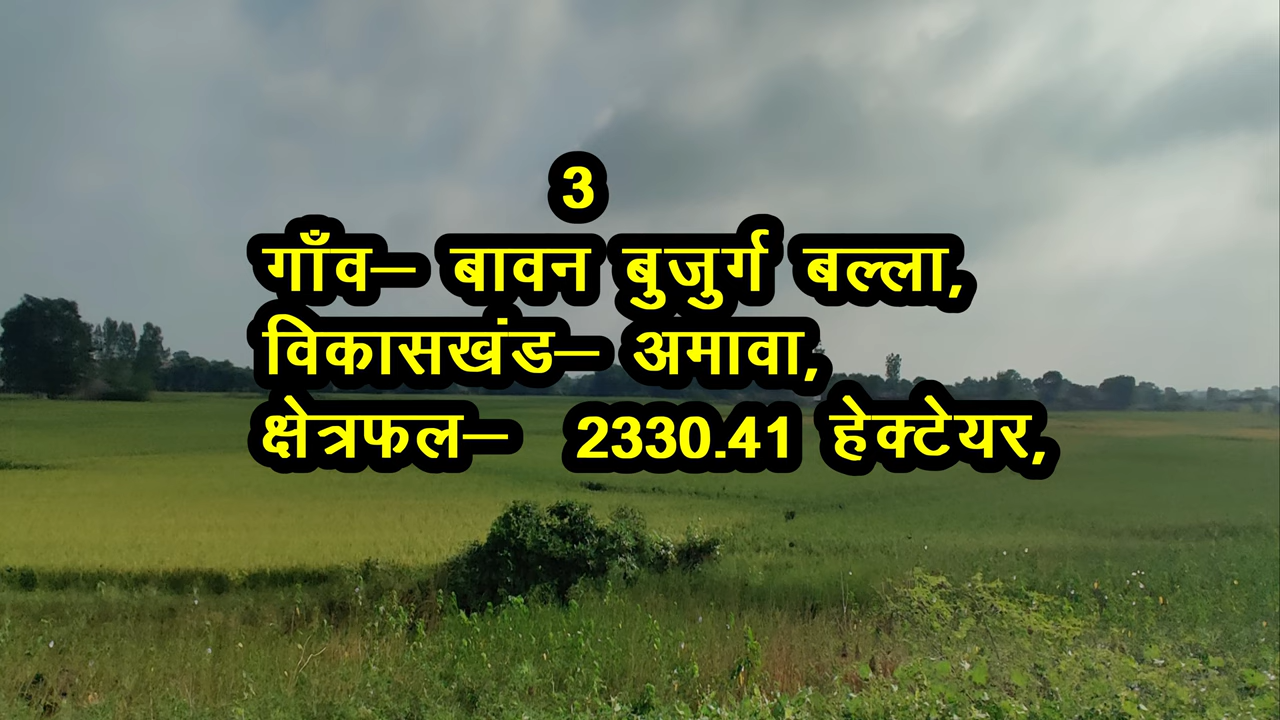 3
गाँव– बावन बुजुर्ग बल्ला,
विकासखंड– अमावा,
क्षेत्रफल– 2330.41 हेक्टेयर,